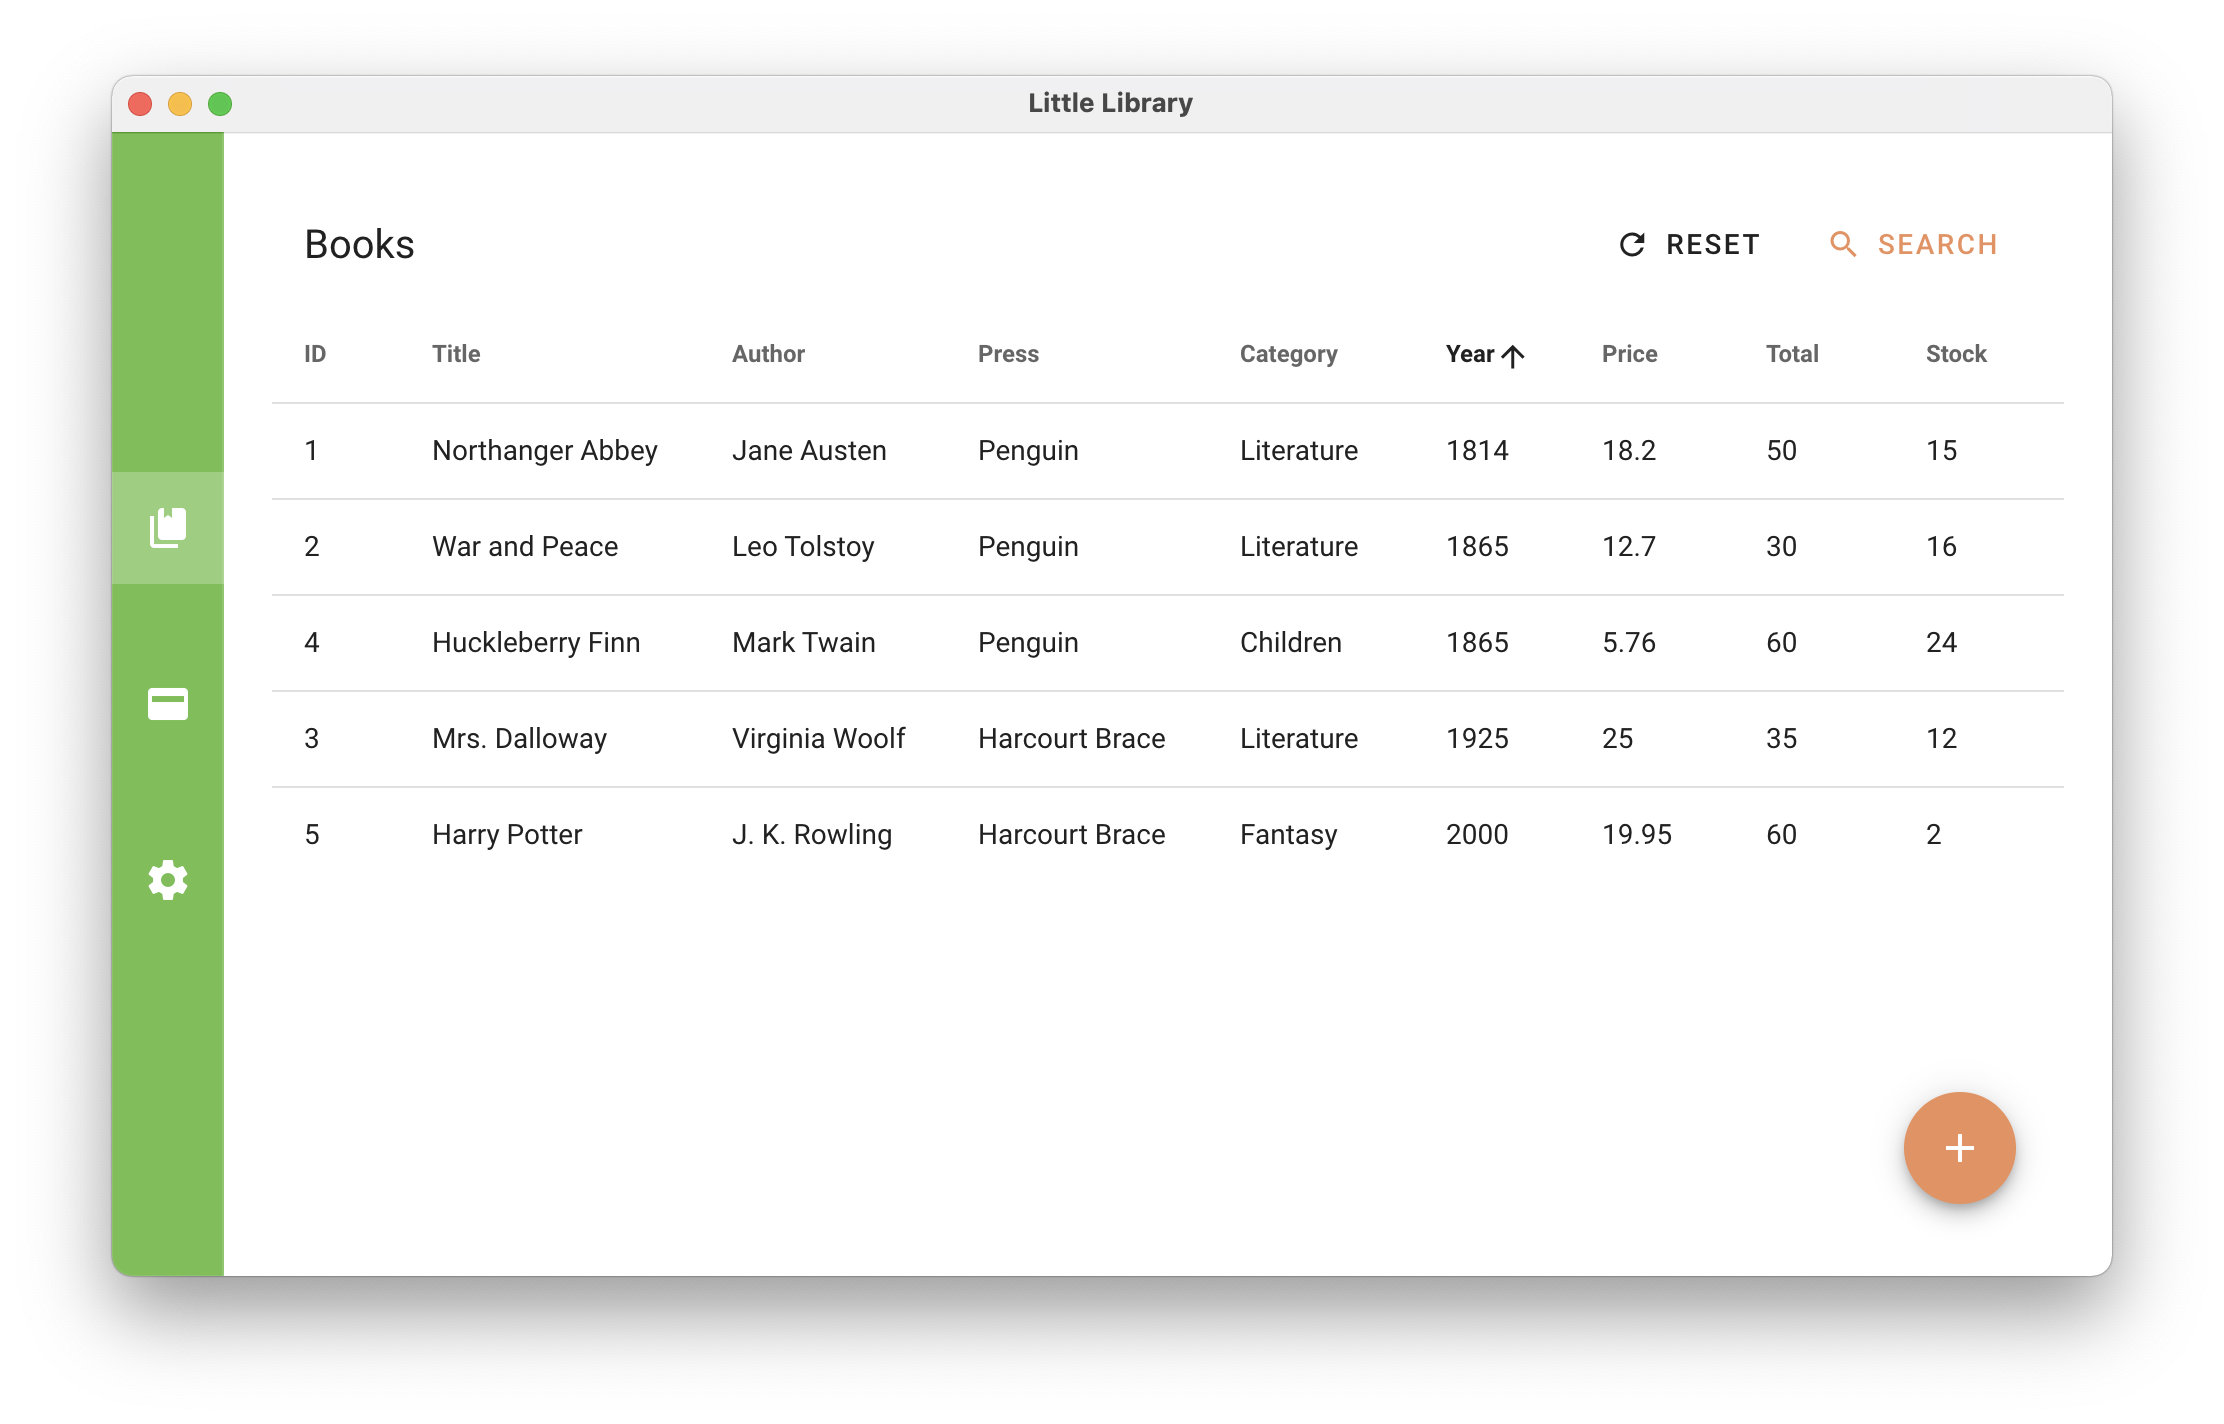 Little Library
Books RESET SEARCH
ID Title Author Press Category Year Price Total Stock
1 Northanger Abbey Jane Austen Penguin Literature 1814 18.2 50 15
2 War and Peace Leo Tolstoy Penguin Literature 1865 12.7 30 16
4 Huckleberry Finn Mark Twain Penguin Children 1865 5.76 60 24
3 Mrs. Dalloway Virginia Woolf Harcourt Brace Literature 1925 25 35 12
5 Harry Potter J. K. Rowling Harcourt Brace Fantasy 2000 19.95 60 2